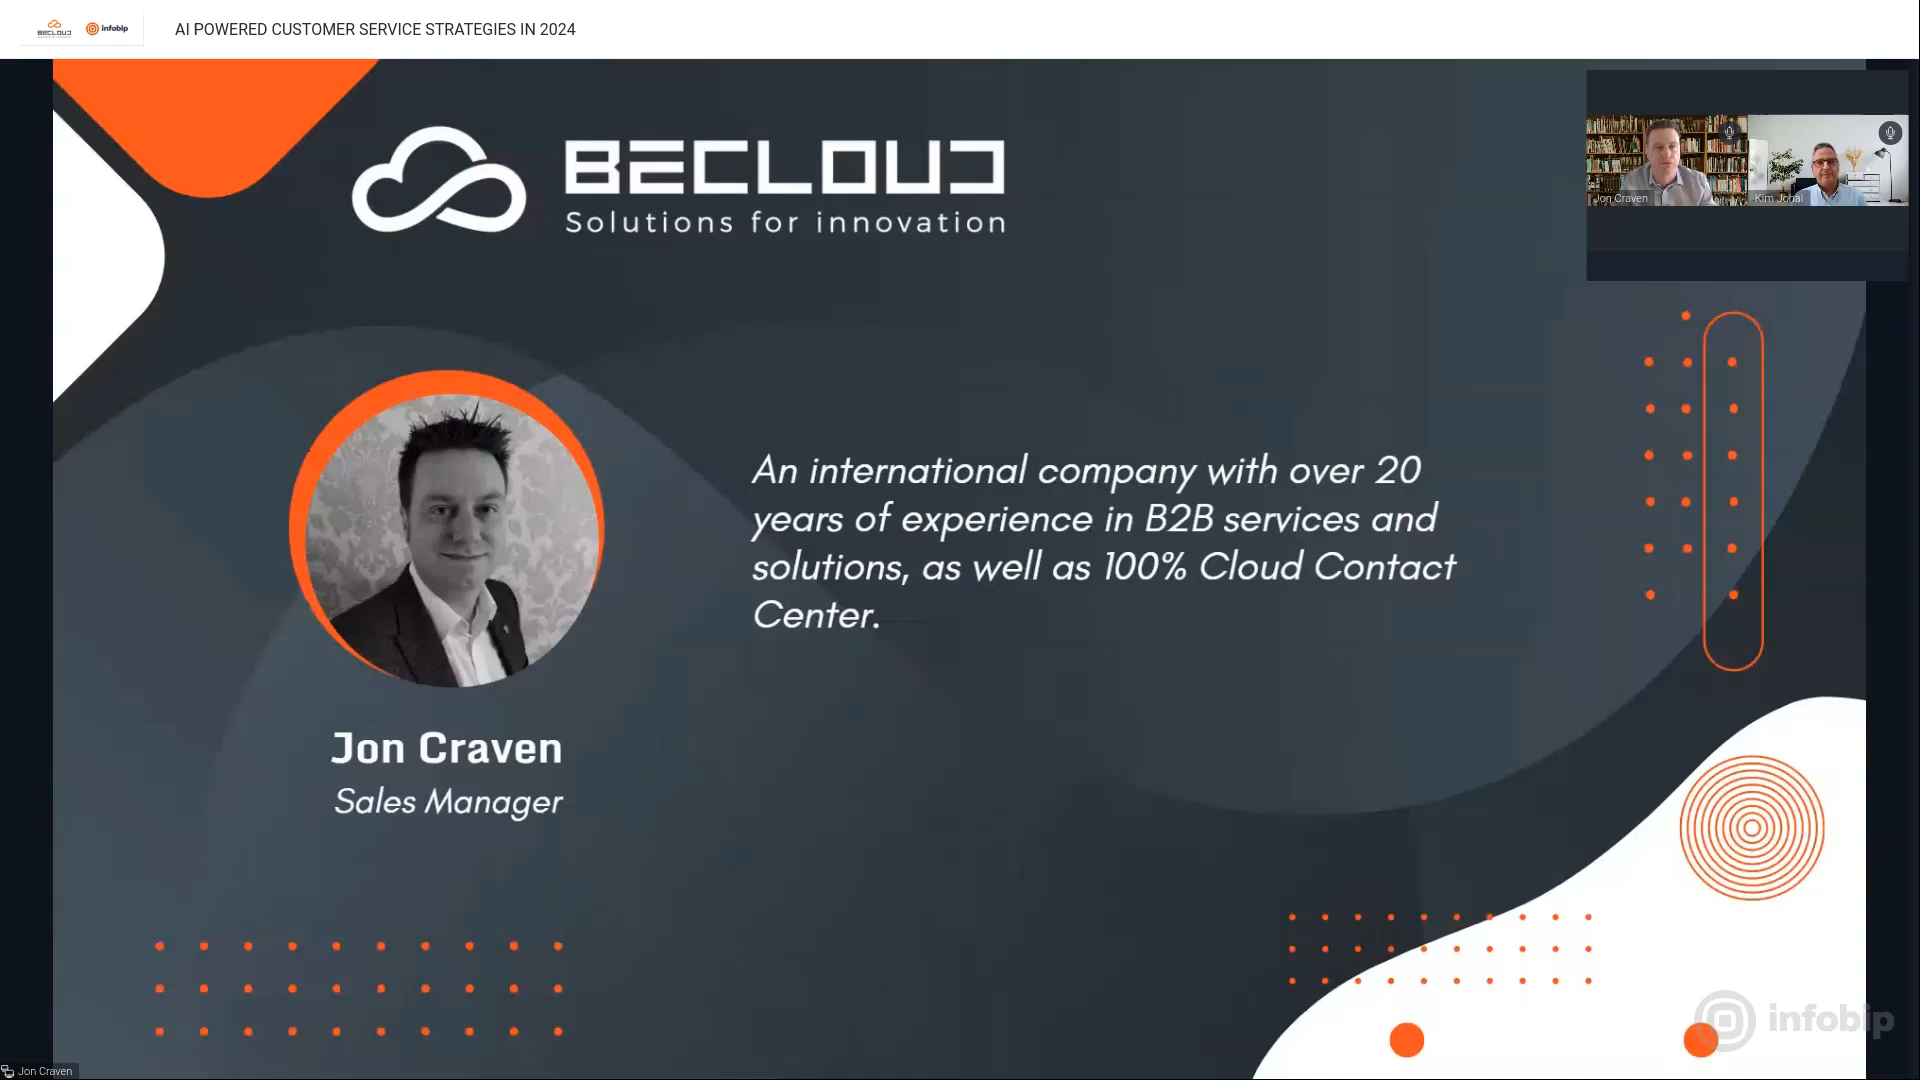 BECLOUD
infobip
AI POWERED CUSTOMER SERVICE STRATEGIES IN 2024
BECLOUD
Solutions for innovation
Jon Craven
Kim Johal
An international company with over 20
years of experience in B2B services and
solutions, as well as 100% Cloud Contact
Center.
Jon Craven
Sales Manager
infobip
Jon Craven